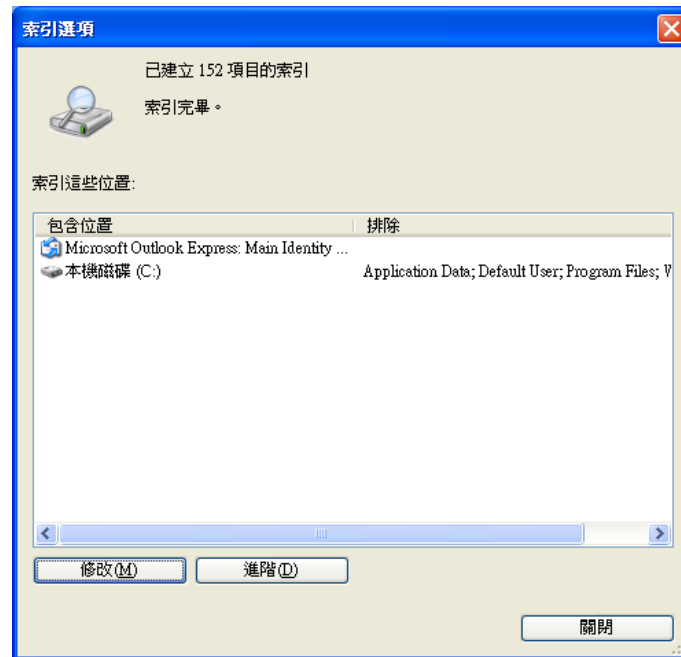 索引選項
已建立 152 項目的索引
索引完畢。
索引這些位置:
包含位置 排除
Microsoft Outlook Express: Main Identity ...
本機磁碟 (C:) Application Data; Default User; Program Files;
修改(M) 進階(D)
關閉